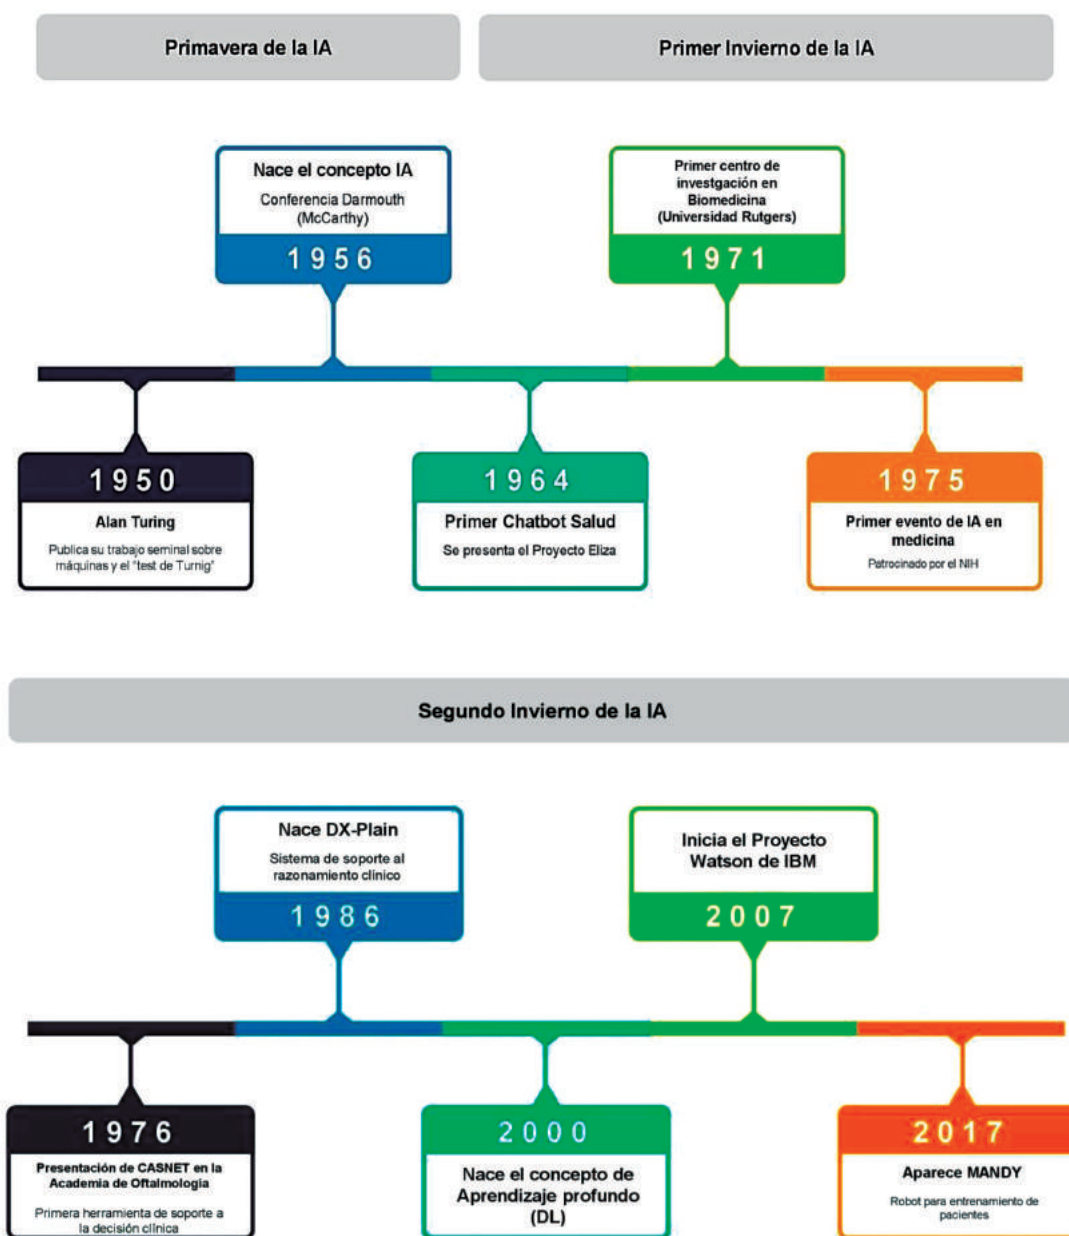 Primavera de la IA
Primer Invierno de la IA
Nace el concepto IA
Conferencia Darmouth
(McCarthy)
1956
Primer centro de
investgación en
Biomedicina
(Universidad Rutgers)
1971
1950
Alan Turing
Publica su trabajo seminal sobre
máquinas y el "test de Turnig"
1964
Primer Chatbot Salud
Se presenta el Proyecto Eliza
1975
Primer evento de IA en
medicina
Patrocinado por el NIH
Segundo Invierno de la IA
Nace DX-Plain
Sistema de soporte al
razonamiento clínico
1986
Inicia el Proyecto
Watson de IBM
2007
1976
Presentación de CASNET en la
Academia de Oftalmología
Primera herramienta de soporte a
la decisión clínica
2000
Nace el concepto de
Aprendizaje profundo
(DL)
2017
Aparece MANDY
Robot para entrenamiento de
pacientes